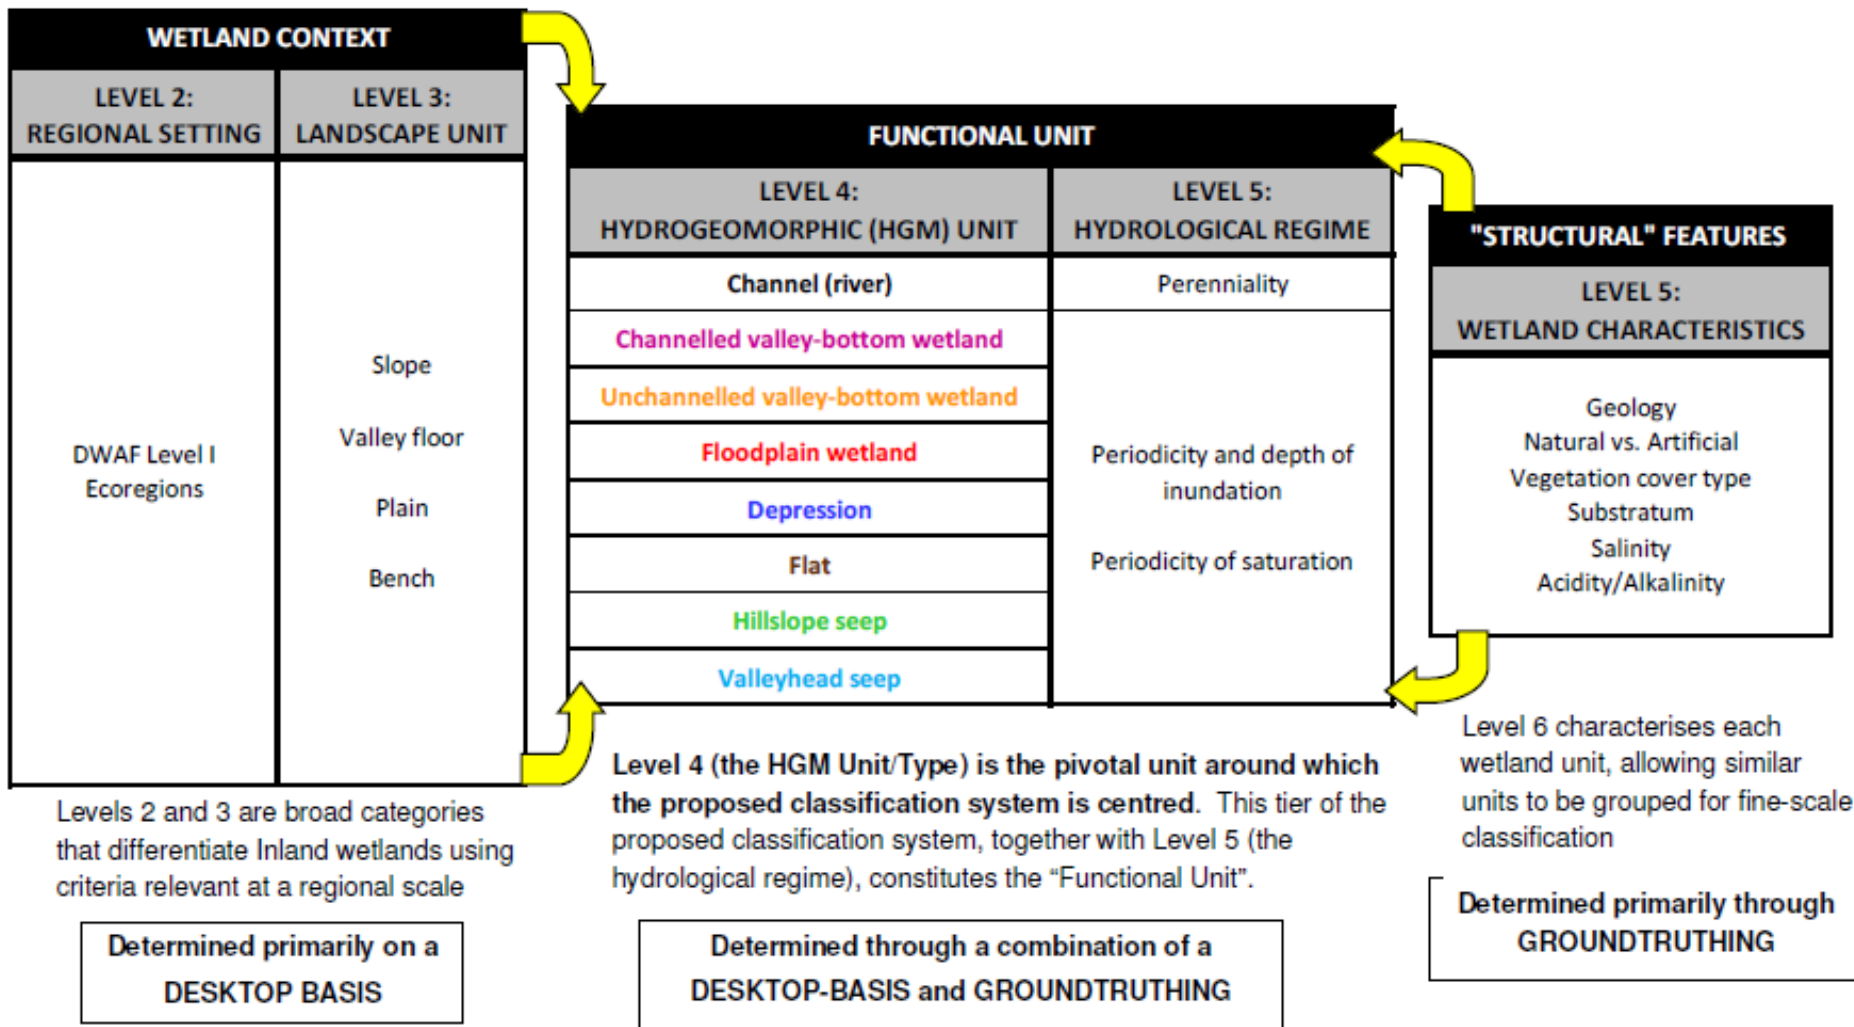 WETLAND CONTEXT
LEVEL 2:
REGIONAL SETTING
LEVEL 3:
LANDSCAPE UNIT
DWAF Level I
Ecoregions
Slope
Valley floor
Plain
Bench
Levels 2 and 3 are broad categories
that differentiate Inland wetlands using
criteria relevant at a regional scale
Determined primarily on a
DESKTOP BASIS
FUNCTIONAL UNIT
LEVEL 4:
HYDROGEOMORPHIC (HGM) UNIT
LEVEL 5:
HYDROLOGICAL REGIME
Channel (river)
Perenniality
Channelled valley-bottom wetland
Unchannelled valley-bottom wetland
Floodplain wetland
Depression
Flat
Hillslope seep
Valleyhead seep
Periodicity and depth of
inundation
Periodicity of saturation
Level 4 (the HGM Unit/Type) is the pivotal unit around which
the proposed classification system is centred. This tier of the
proposed classification system, together with Level 5 (the
hydrological regime), constitutes the “Functional Unit”.
Determined through a combination of a
DESKTOP-BASIS and GROUNDTRUTHING
"STRUCTURAL" FEATURES
LEVEL 5:
WETLAND CHARACTERISTICS
Geology
Natural vs. Artificial
Vegetation cover type
Substratum
Salinity
Acidity/Alkalinity
Level 6 characterises each
wetland unit, allowing similar
units to be grouped for fine-scale
classification
Determined primarily through
GROUNDTRUTHING